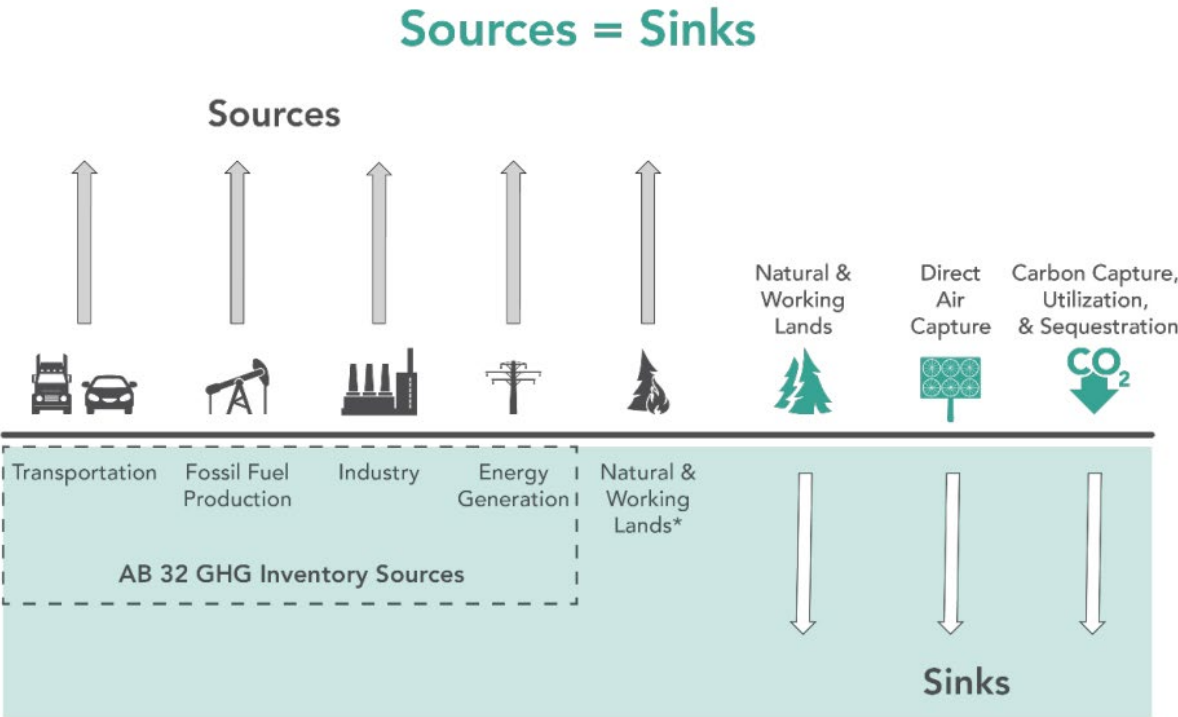 Sources = Sinks
Sources
Natural &
Working
Lands
Direct
Air
Capture
Carbon Capture,
Utilization,
& Sequestration
CO2
Transportation
Fossil Fuel
Production
Industry
Energy
Generation
Natural &
Working
Lands*
AB 32 GHG Inventory Sources
Sinks